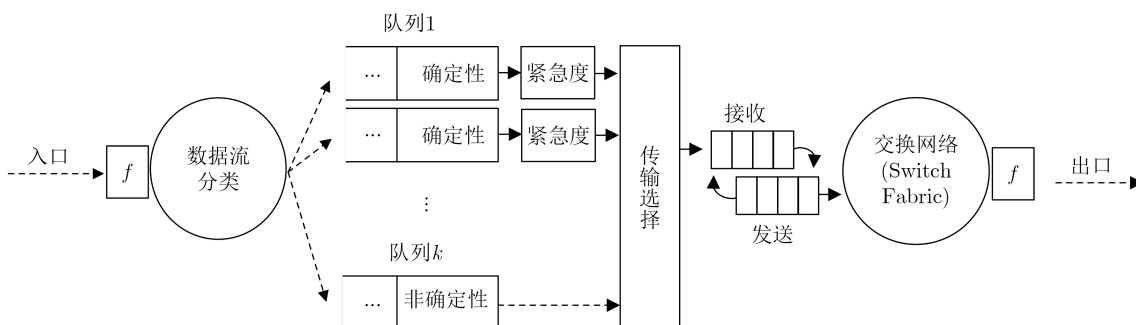 队列1
... 确定性 紧急度
... 确定性 紧急度
⋮
队列k
... 非确定性
入口
f
数据流
分类
传输选择
接收
发送
交换网络
(Switch
Fabric)
f
出口